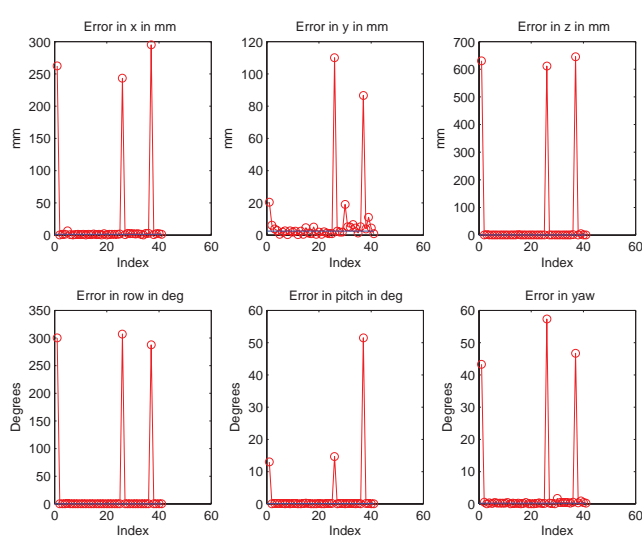 Error in x in mm
300
250
200
150
100
50
0
mm
0 20 40 60
Index
Error in y in mm
120
100
80
60
40
20
0
mm
0 20 40 60
Index
Error in z in mm
700
600
500
400
300
200
100
0
mm
0 20 40 60
Index
Error in row in deg
350
300
250
200
150
100
50
0
Degrees
0 20 40 60
Index
Error in pitch in deg
60
50
40
30
20
10
0
Degrees
0 20 40 60
Index
Error in yaw
60
50
40
30
20
10
0
Degrees
0 20 40 60
Index